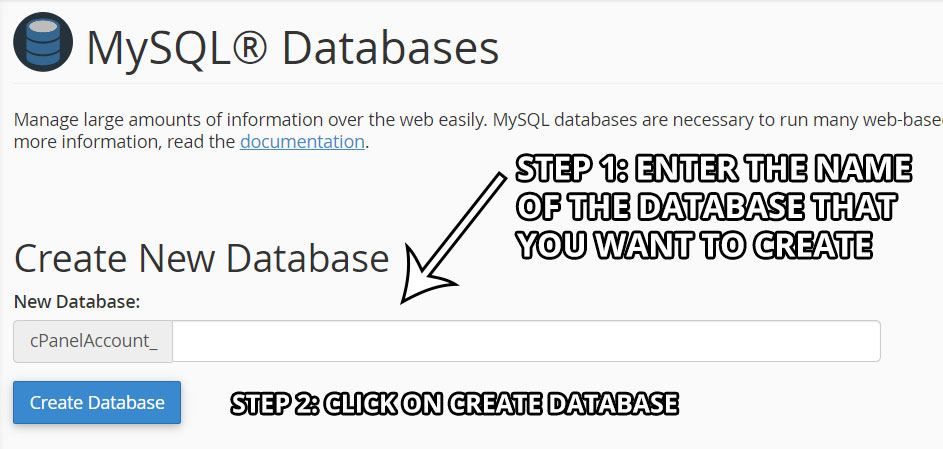 MySQL® Databases
Manage large amounts of information over the web easily. MySQL databases are necessary to run many web-based
more information, read the documentation.
STEP 1: ENTER THE NAME
OF THE DATABASE THAT
YOU WANT TO CREATE
Create New Database
New Database:
cPanelAccount_
Create Database
STEP 2: CLICK ON CREATE DATABASE